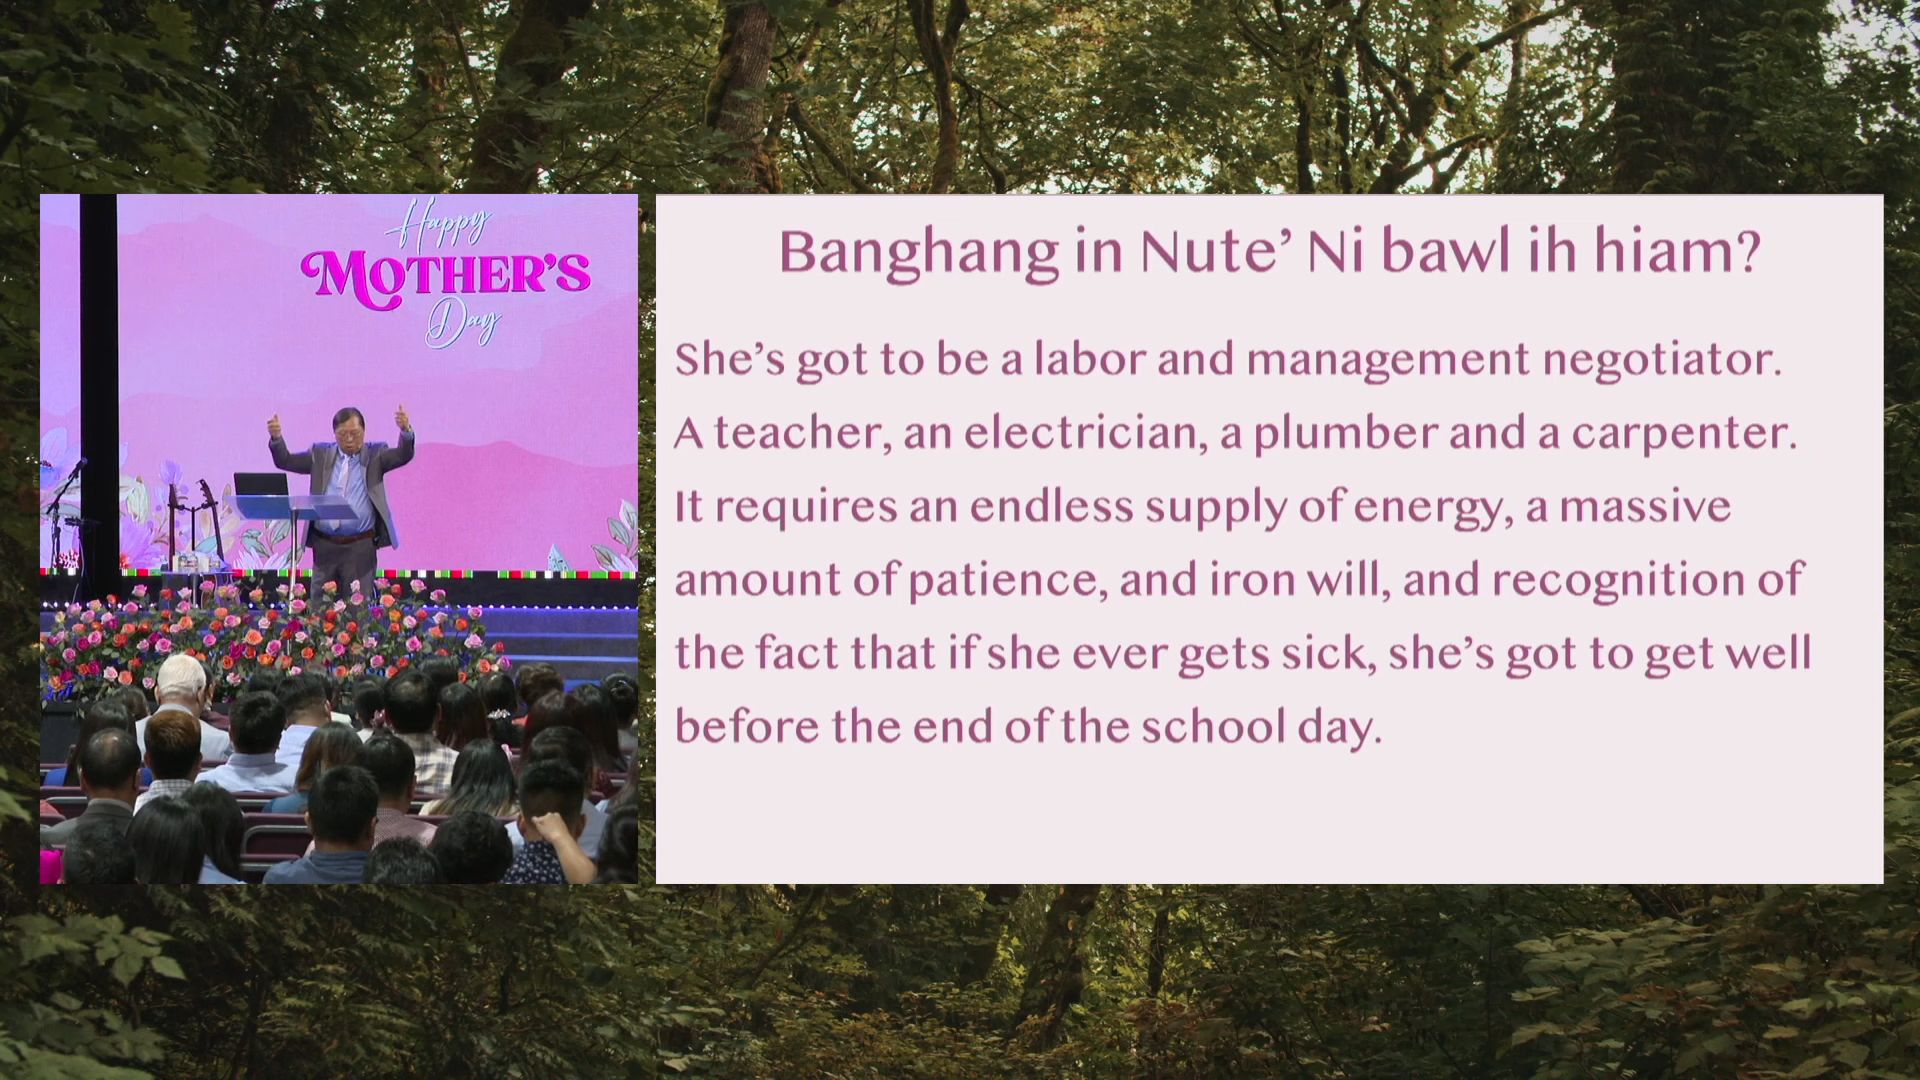 Happy
MOTHER'S
Day
Banghang in Nute’ Ni bawl ih hiam?
She’s got to be a labor and management negotiator.
A teacher, an electrician, a plumber and a carpenter.
It requires an endless supply of energy, a massive
amount of patience, and iron will, and recognition of
the fact that if she ever gets sick, she’s got to get well
before the end of the school day.